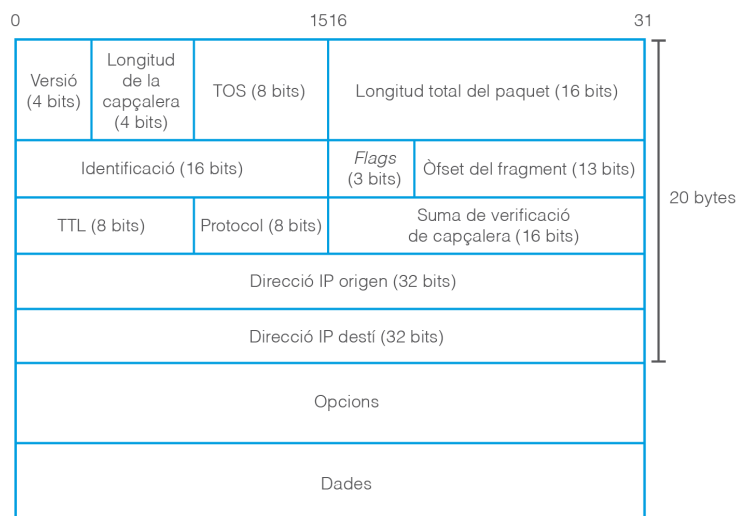 0
1516
31
Versió
(4 bits)
Longitud
de la
capçalera
(4 bits)
TOS (8 bits)
Longitud total del paquet (16 bits)
Identificació (16 bits)
Flags
(3 bits)
Òfset del fragment (13 bits)
20 bytes
TTL (8 bits)
Protocol (8 bits)
Suma de verificació
de capçalera (16 bits)
Direcció IP origen (32 bits)
Direcció IP destí (32 bits)
Opcions
Dades